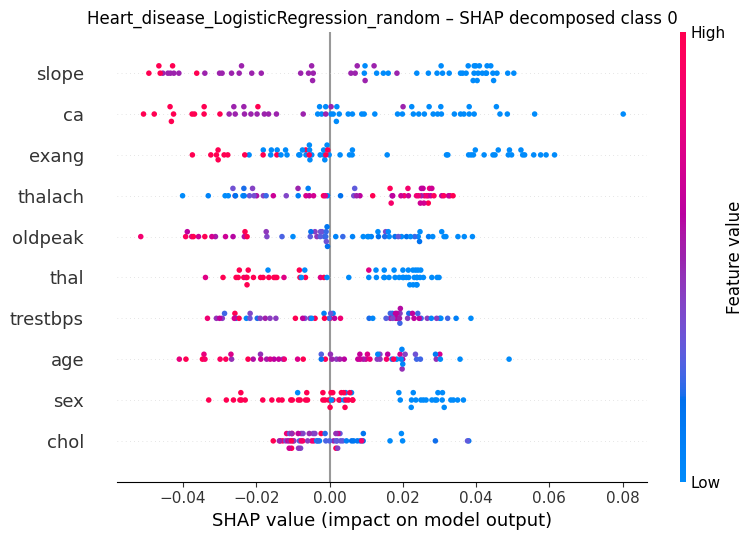 Heart_disease_LogisticRegression_random – SHAP decomposed class 0
High
slope
ca
exang
thalach
oldpeak
thal
trestbps
age
sex
chol
Feature value
Low
−0.04 −0.02 0.00 0.02 0.04 0.06 0.08
SHAP value (impact on model output)